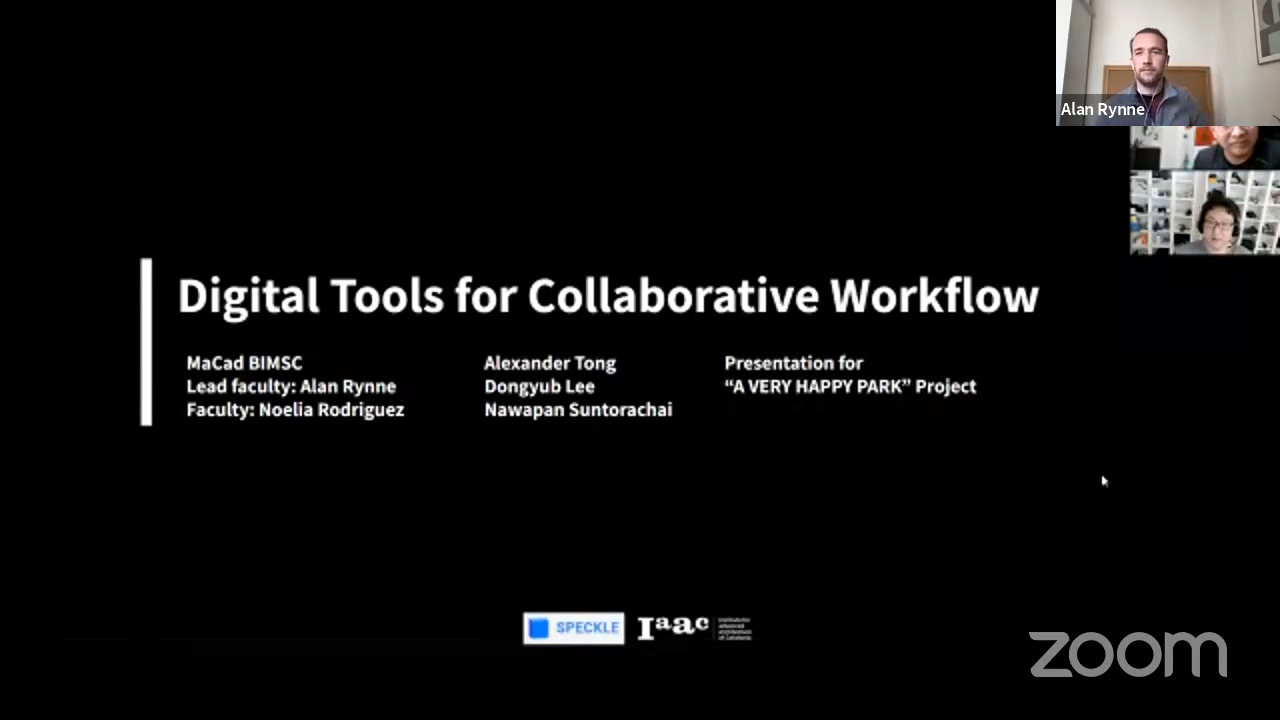 Alan Rynne
Digital Tools for Collaborative Workflow
MaCad BIMSC
Lead faculty: Alan Rynne
Faculty: Noelia Rodriguez
Alexander Tong
Dongyub Lee
Nawapan Suntorachai
Presentation for
“A VERY HAPPY PARK” Project
SPECKLE
Iaac
zoom